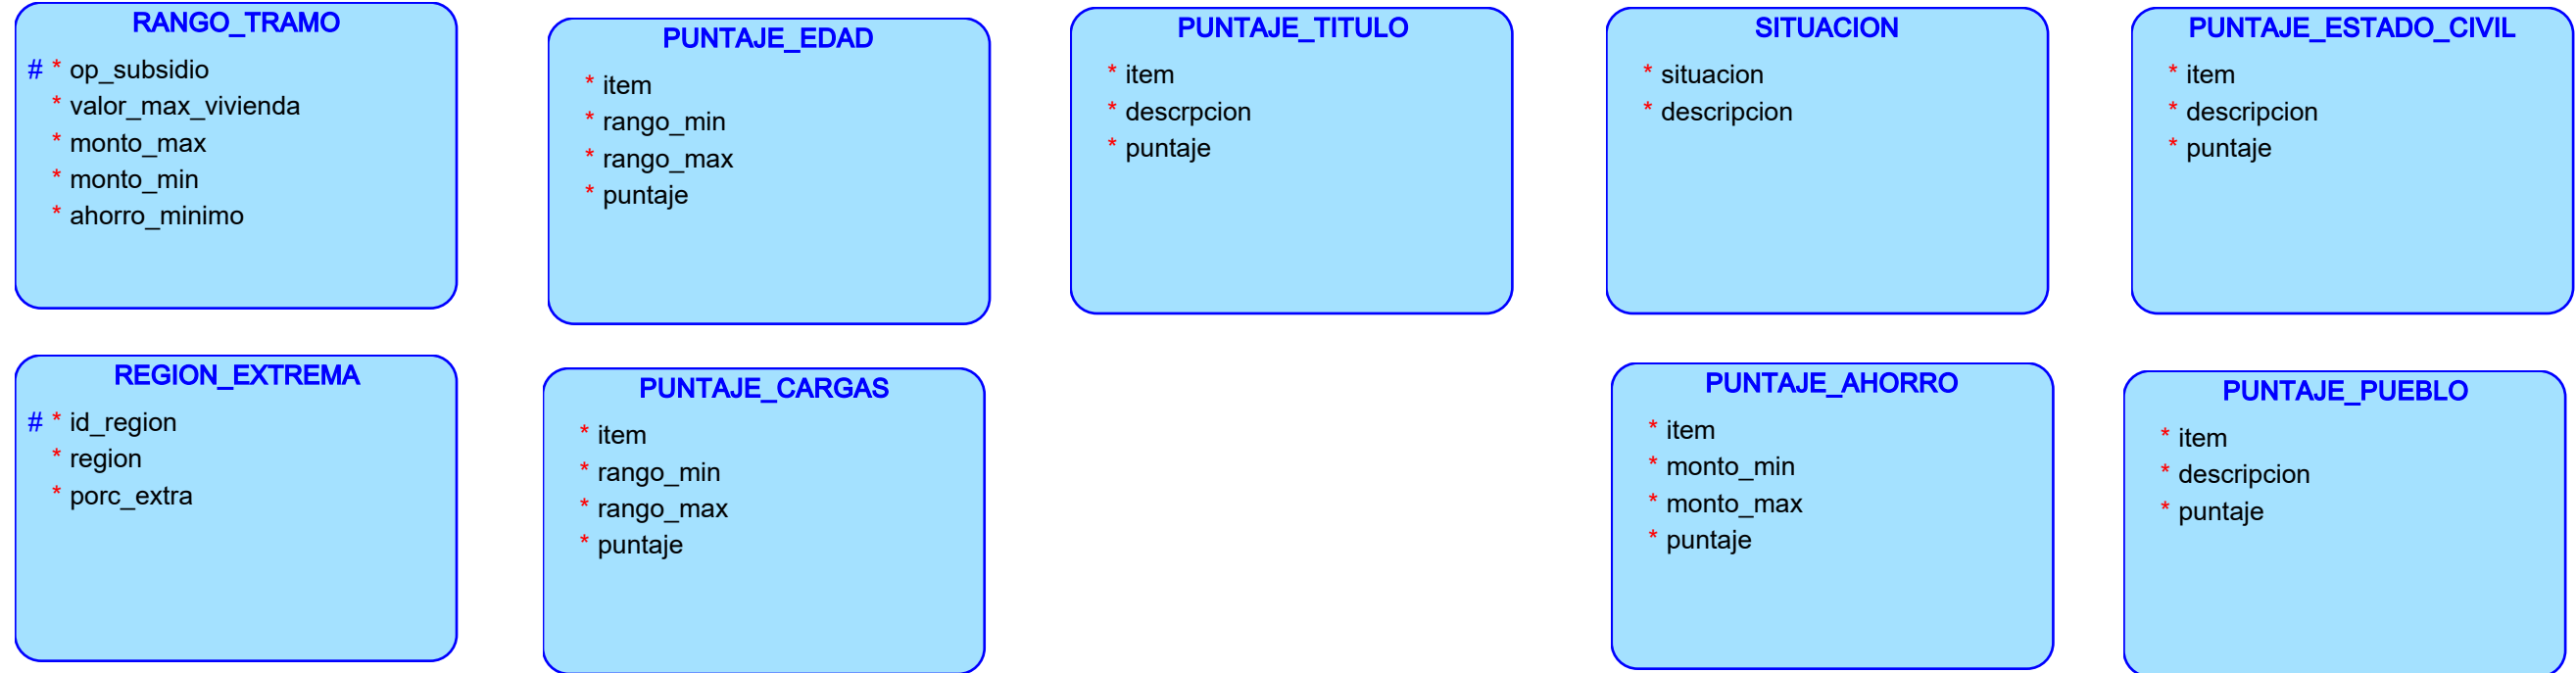 RANGO_TRAMO
# * op_subsidio
* valor_max_vivienda
* monto_max
* monto_min
* ahorro_minimo
PUNTAJE_EDAD
* item
* rango_min
* rango_max
* puntaje
PUNTAJE_TITULO
* item
* descrpcion
* puntaje
SITUACION
* situacion
* descripcion
PUNTAJE_ESTADO_CIVIL
* item
* descripcion
* puntaje
REGION_EXTREMA
# * id_region
* region
* porc_extra
PUNTAJE_CARGAS
* item
* rango_min
* rango_max
* puntaje
PUNTAJE_AHORRO
* item
* monto_min
* monto_max
* puntaje
PUNTAJE_PUEBLO
* item
* descripcion
* puntaje